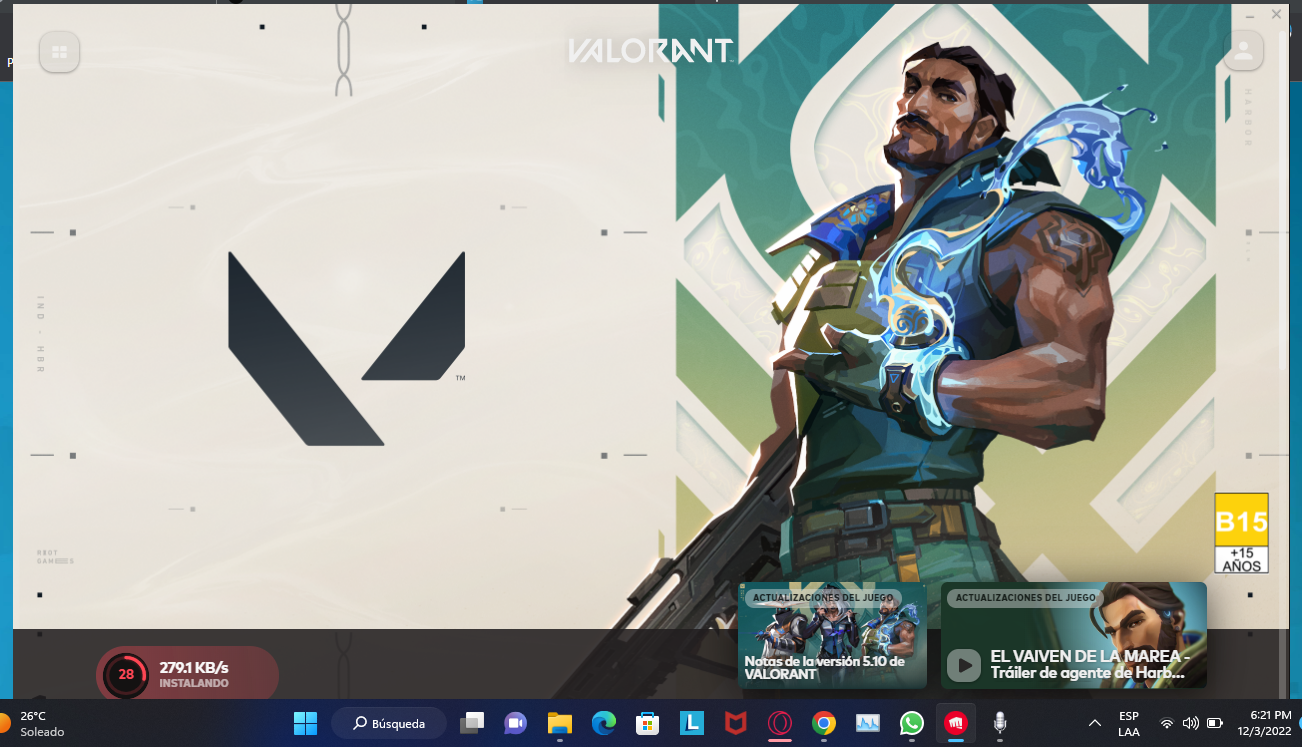 VALORANT
HARBOR
IND - HBR
TM
RIOT
GAMES
B15
+15
AÑOS
ACTUALIZACIONES DEL JUEGO
Notas de la versión 5.10 de
VALORANT
ACTUALIZACIONES DEL JUEGO
EL VAIVEN DE LA MAREA -
Tráiler de agente de Harb...
28
279.1 KB/s
INSTALANDO
26°C
Soleado
Búsqueda
L
ESP
LAA
6:21 PM
12/3/2022